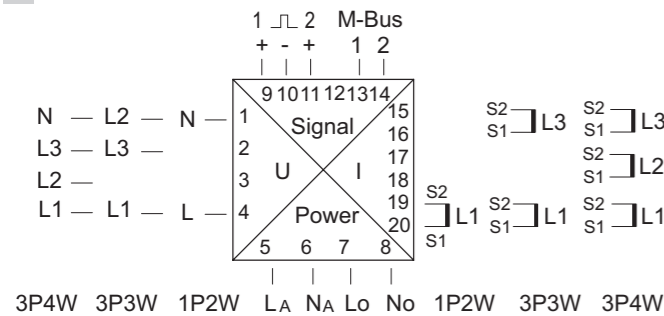 1 2 M-Bus
+ - + 1 2
9 10 11 12 13 14
N L2 N 1 Signal 15 S2 S1 L3 S2 S1 L3
16
L3 L3 2 17 S2 S1 L2
U I
L2 3 18
19 S2
L1 L1 L 4 Power 20 S1 L1 S2 S1 L1 S2 S1 L1
5 6 7 8
3P4W 3P3W 1P2W LA NA Lo No 1P2W 3P3W 3P4W